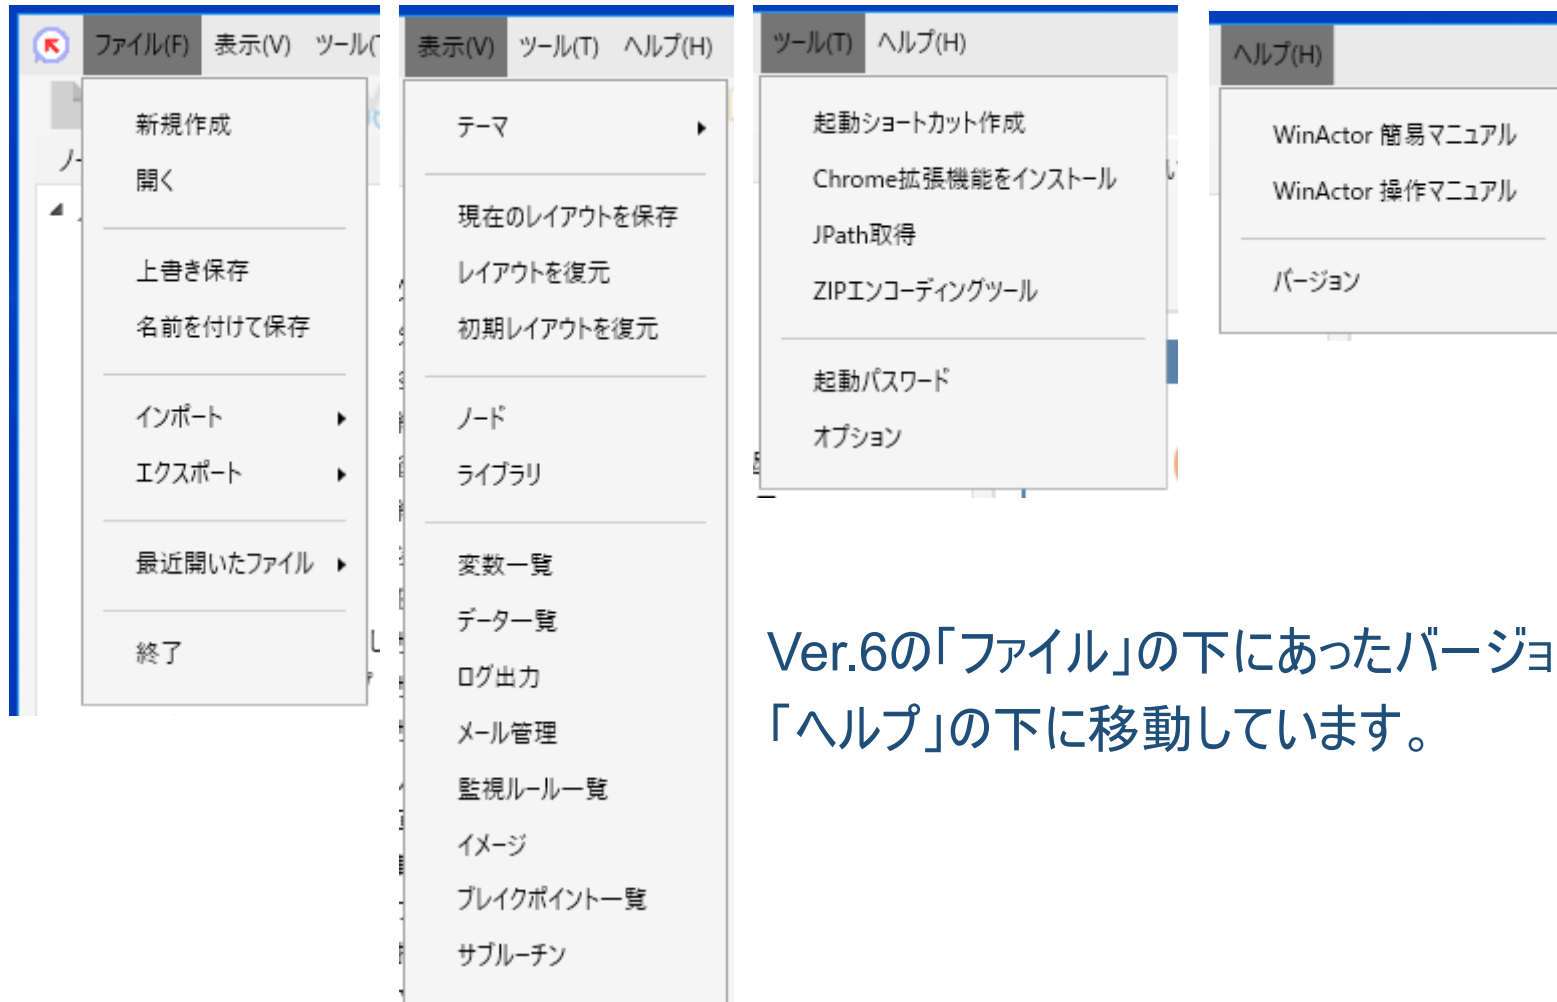 ファイル(F) 表示(V) ツール(T
新規作成
開く
上書き保存
名前を付けて保存
インポート
エクスポート
最近開いたファイル
終了
表示(V) ツール(T) ヘルプ(H)
テーマ
現在のレイアウトを保存
レイアウトを復元
初期レイアウトを復元
ノード
ライブラリ
変数一覧
データ一覧
ログ出力
メール管理
監視ルール一覧
イメージ
ブレイクポイント一覧
サブルーチン
ツール(T) ヘルプ(H)
起動ショートカット作成
Chrome拡張機能をインストール
JPath取得
ZIPエンコーディングツール
起動パスワード
オプション
ヘルプ(H)
WinActor 簡易マニュアル
WinActor 操作マニュアル
バージョン
Ver.6の「ファイル」の下にあったバージョ
「ヘルプ」の下に移動しています。